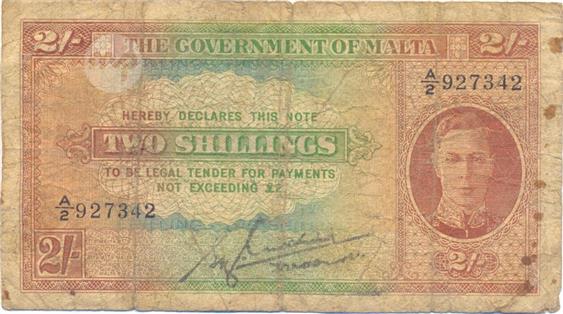 2/- THE GOVERNMENT OF MALTA 2/-
A/2 927342
HEREBY DECLARES THIS NOTE
TWO SHILLINGS
TO BE LEGAL TENDER FOR PAYMENTS
NOT EXCEEDING £2
A/2 927342
2/- 2/-